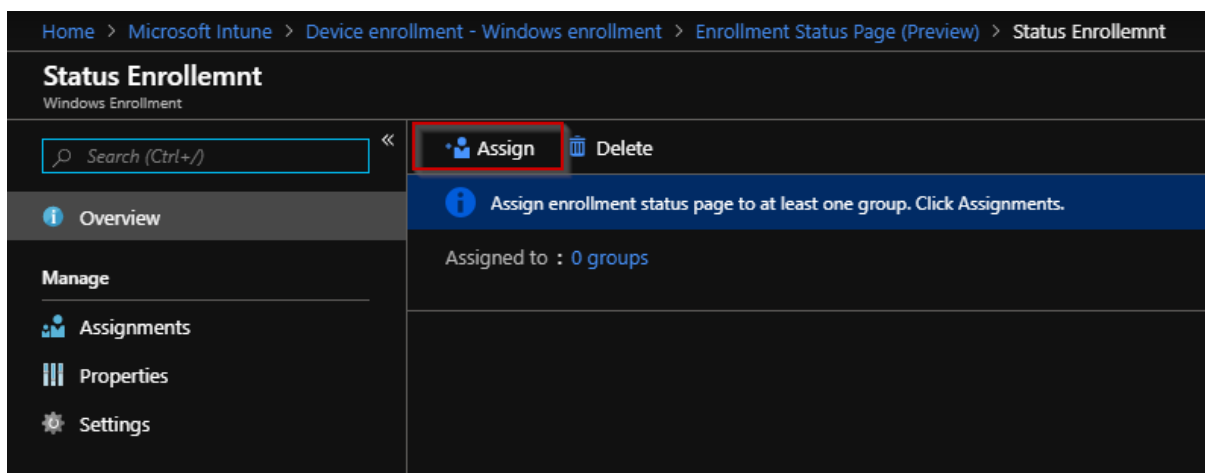 Home > Microsoft Intune > Device enrollment - Windows enrollment > Enrollment Status Page (Preview) > Status Enrollemnt
Status Enrollemnt
Windows Enrollment
Search (Ctrl+/)
«
Overview
Manage
Assignments
Properties
Settings
Assign Delete
Assign enrollment status page to at least one group. Click Assignments.
Assigned to : 0 groups